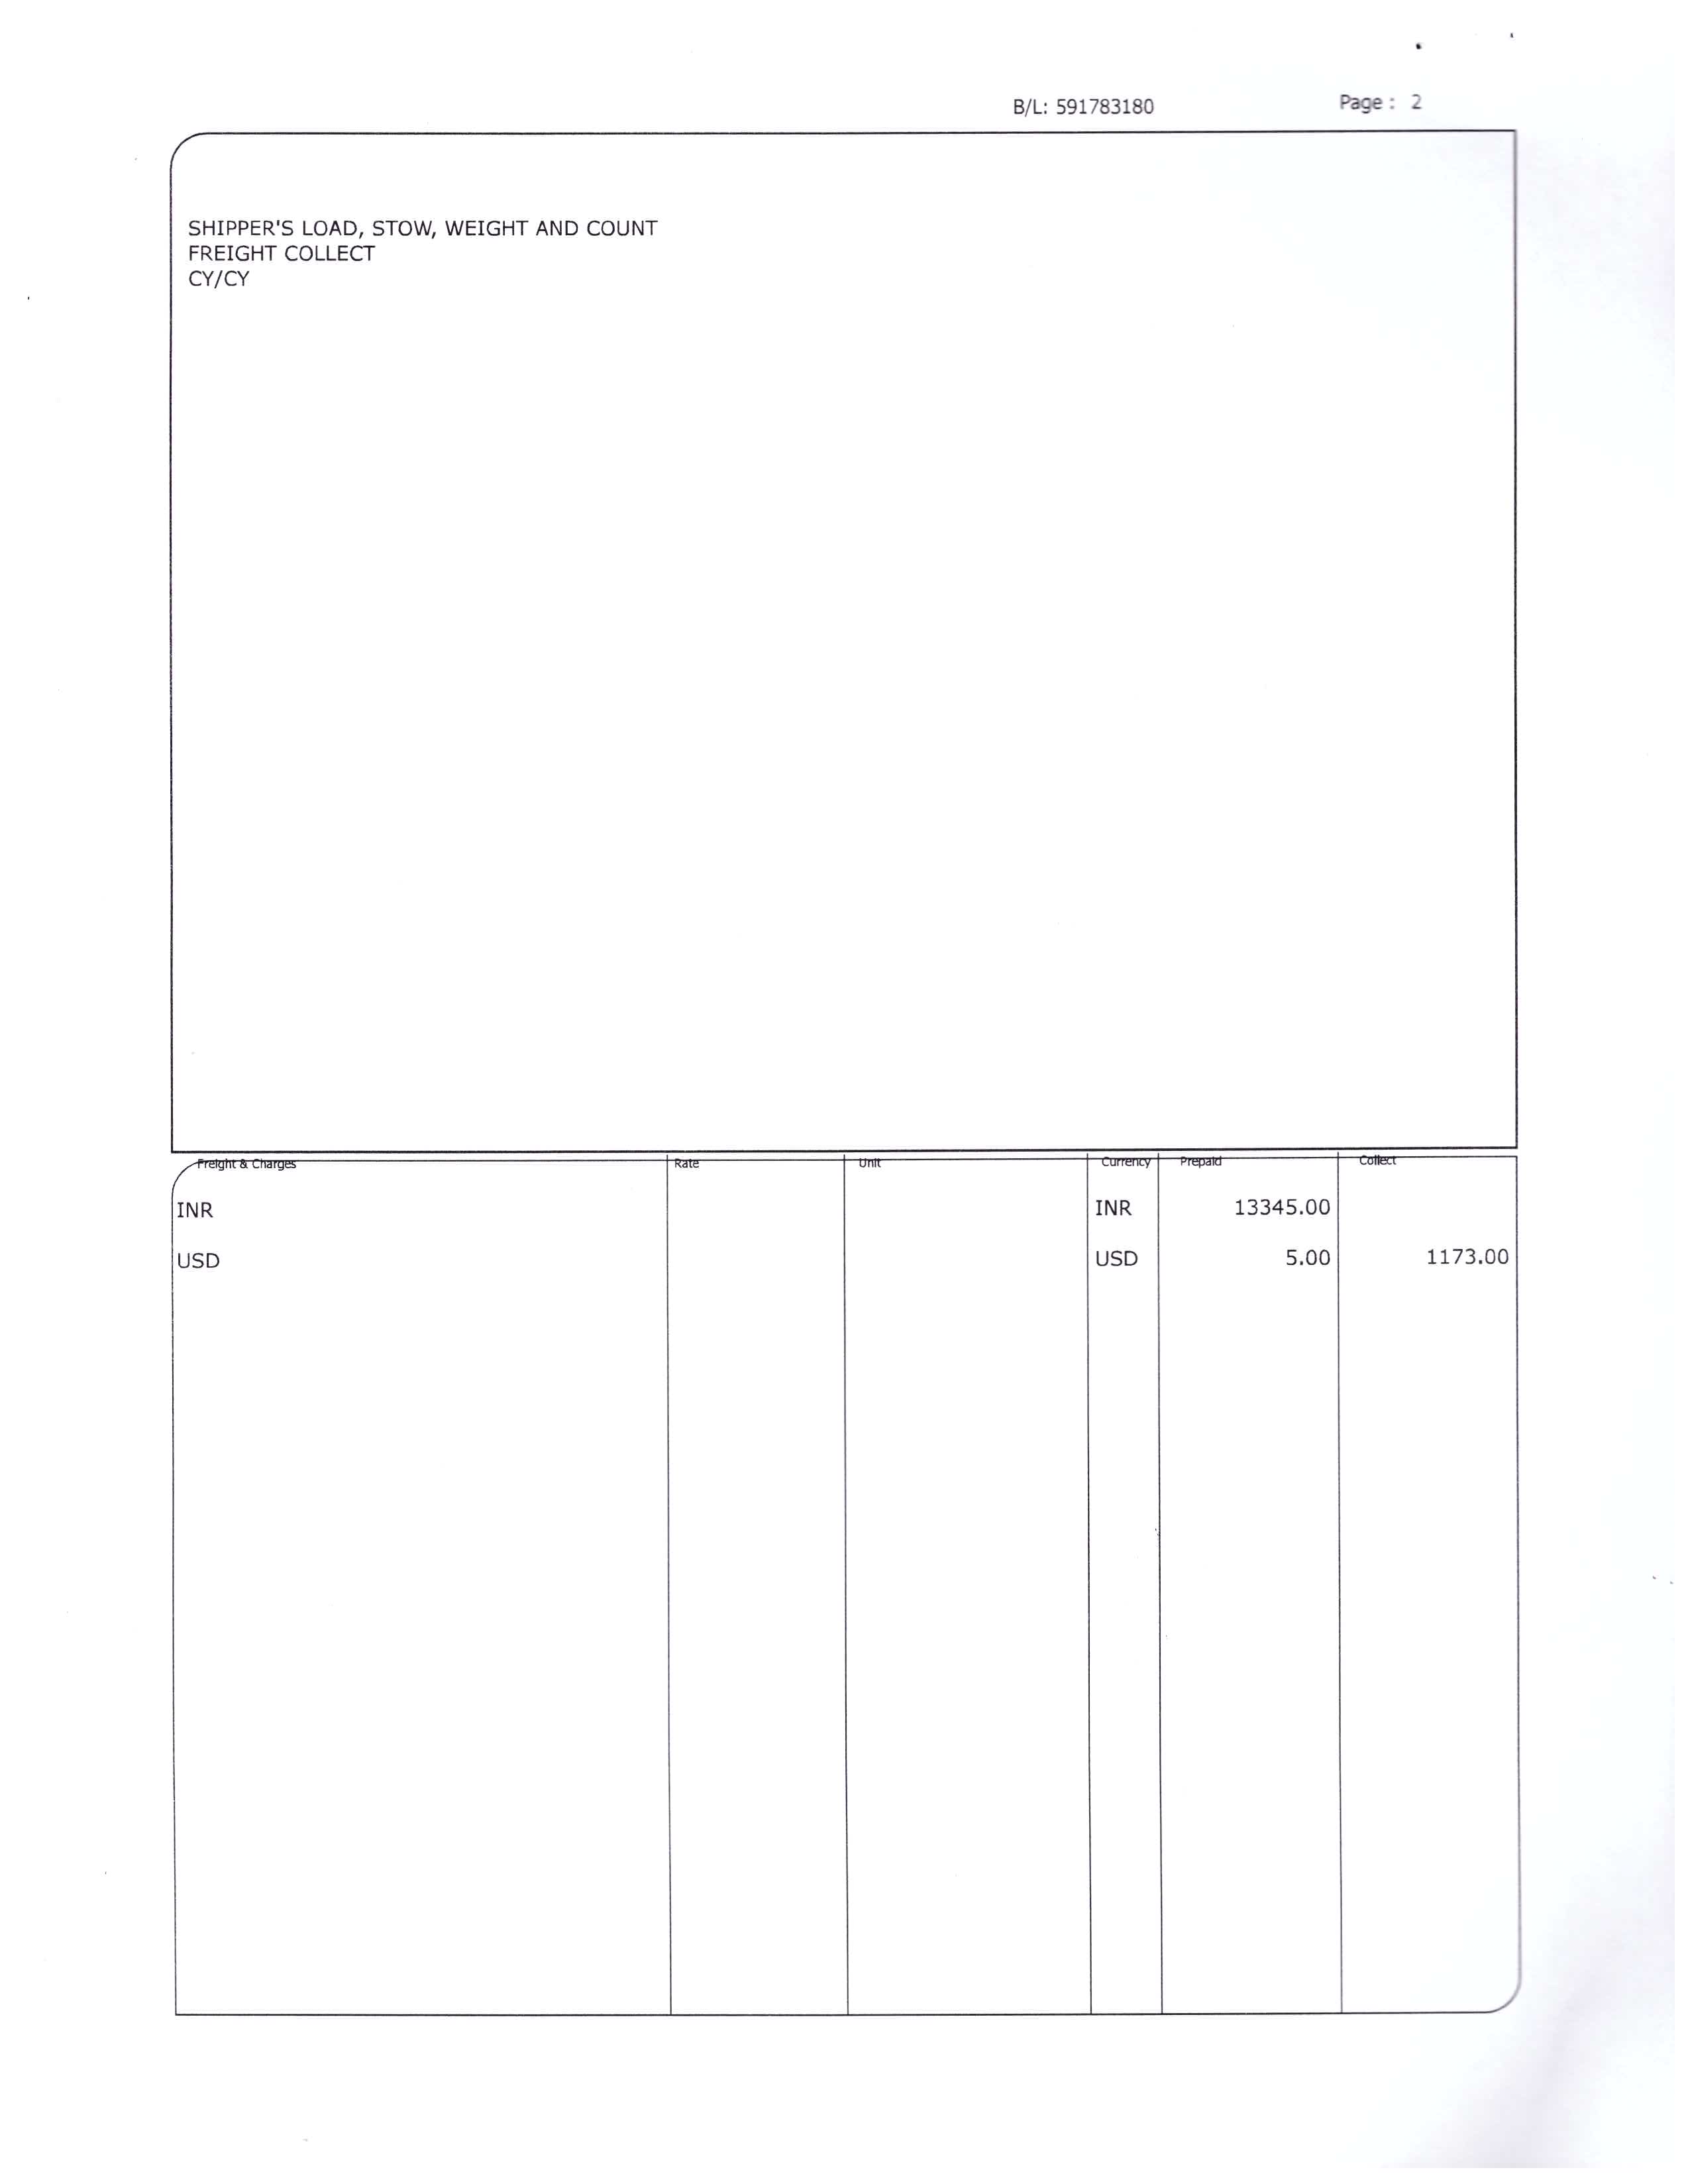 B/L: 591783180 Page : 2
SHIPPER'S LOAD, STOW, WEIGHT AND COUNT
FREIGHT COLLECT
CY/CY
Freight & Charges Rate Unit Currency Prepaid Collect
INR INR 13345.00
USD USD 5.00 1173.00